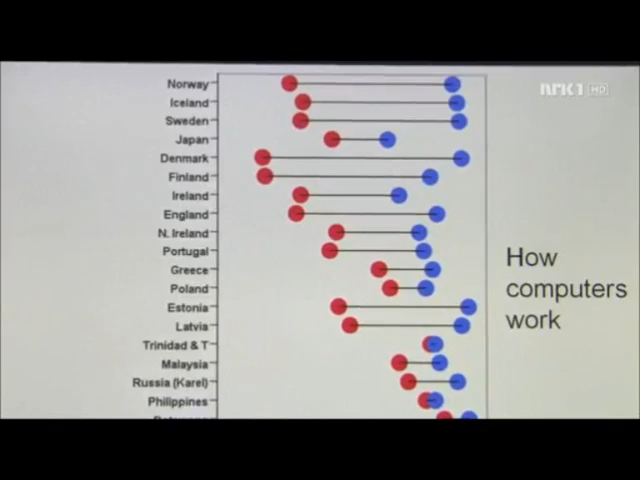 Norway
nrk1 HD
Iceland
Sweden
Japan
Denmark
Finland
Ireland
England
N. Ireland
Portugal
Greece
Poland
Estonia
Latvia
Trinidad & T
Malaysia
Russia (Karel)
Philippines
How
computers
work